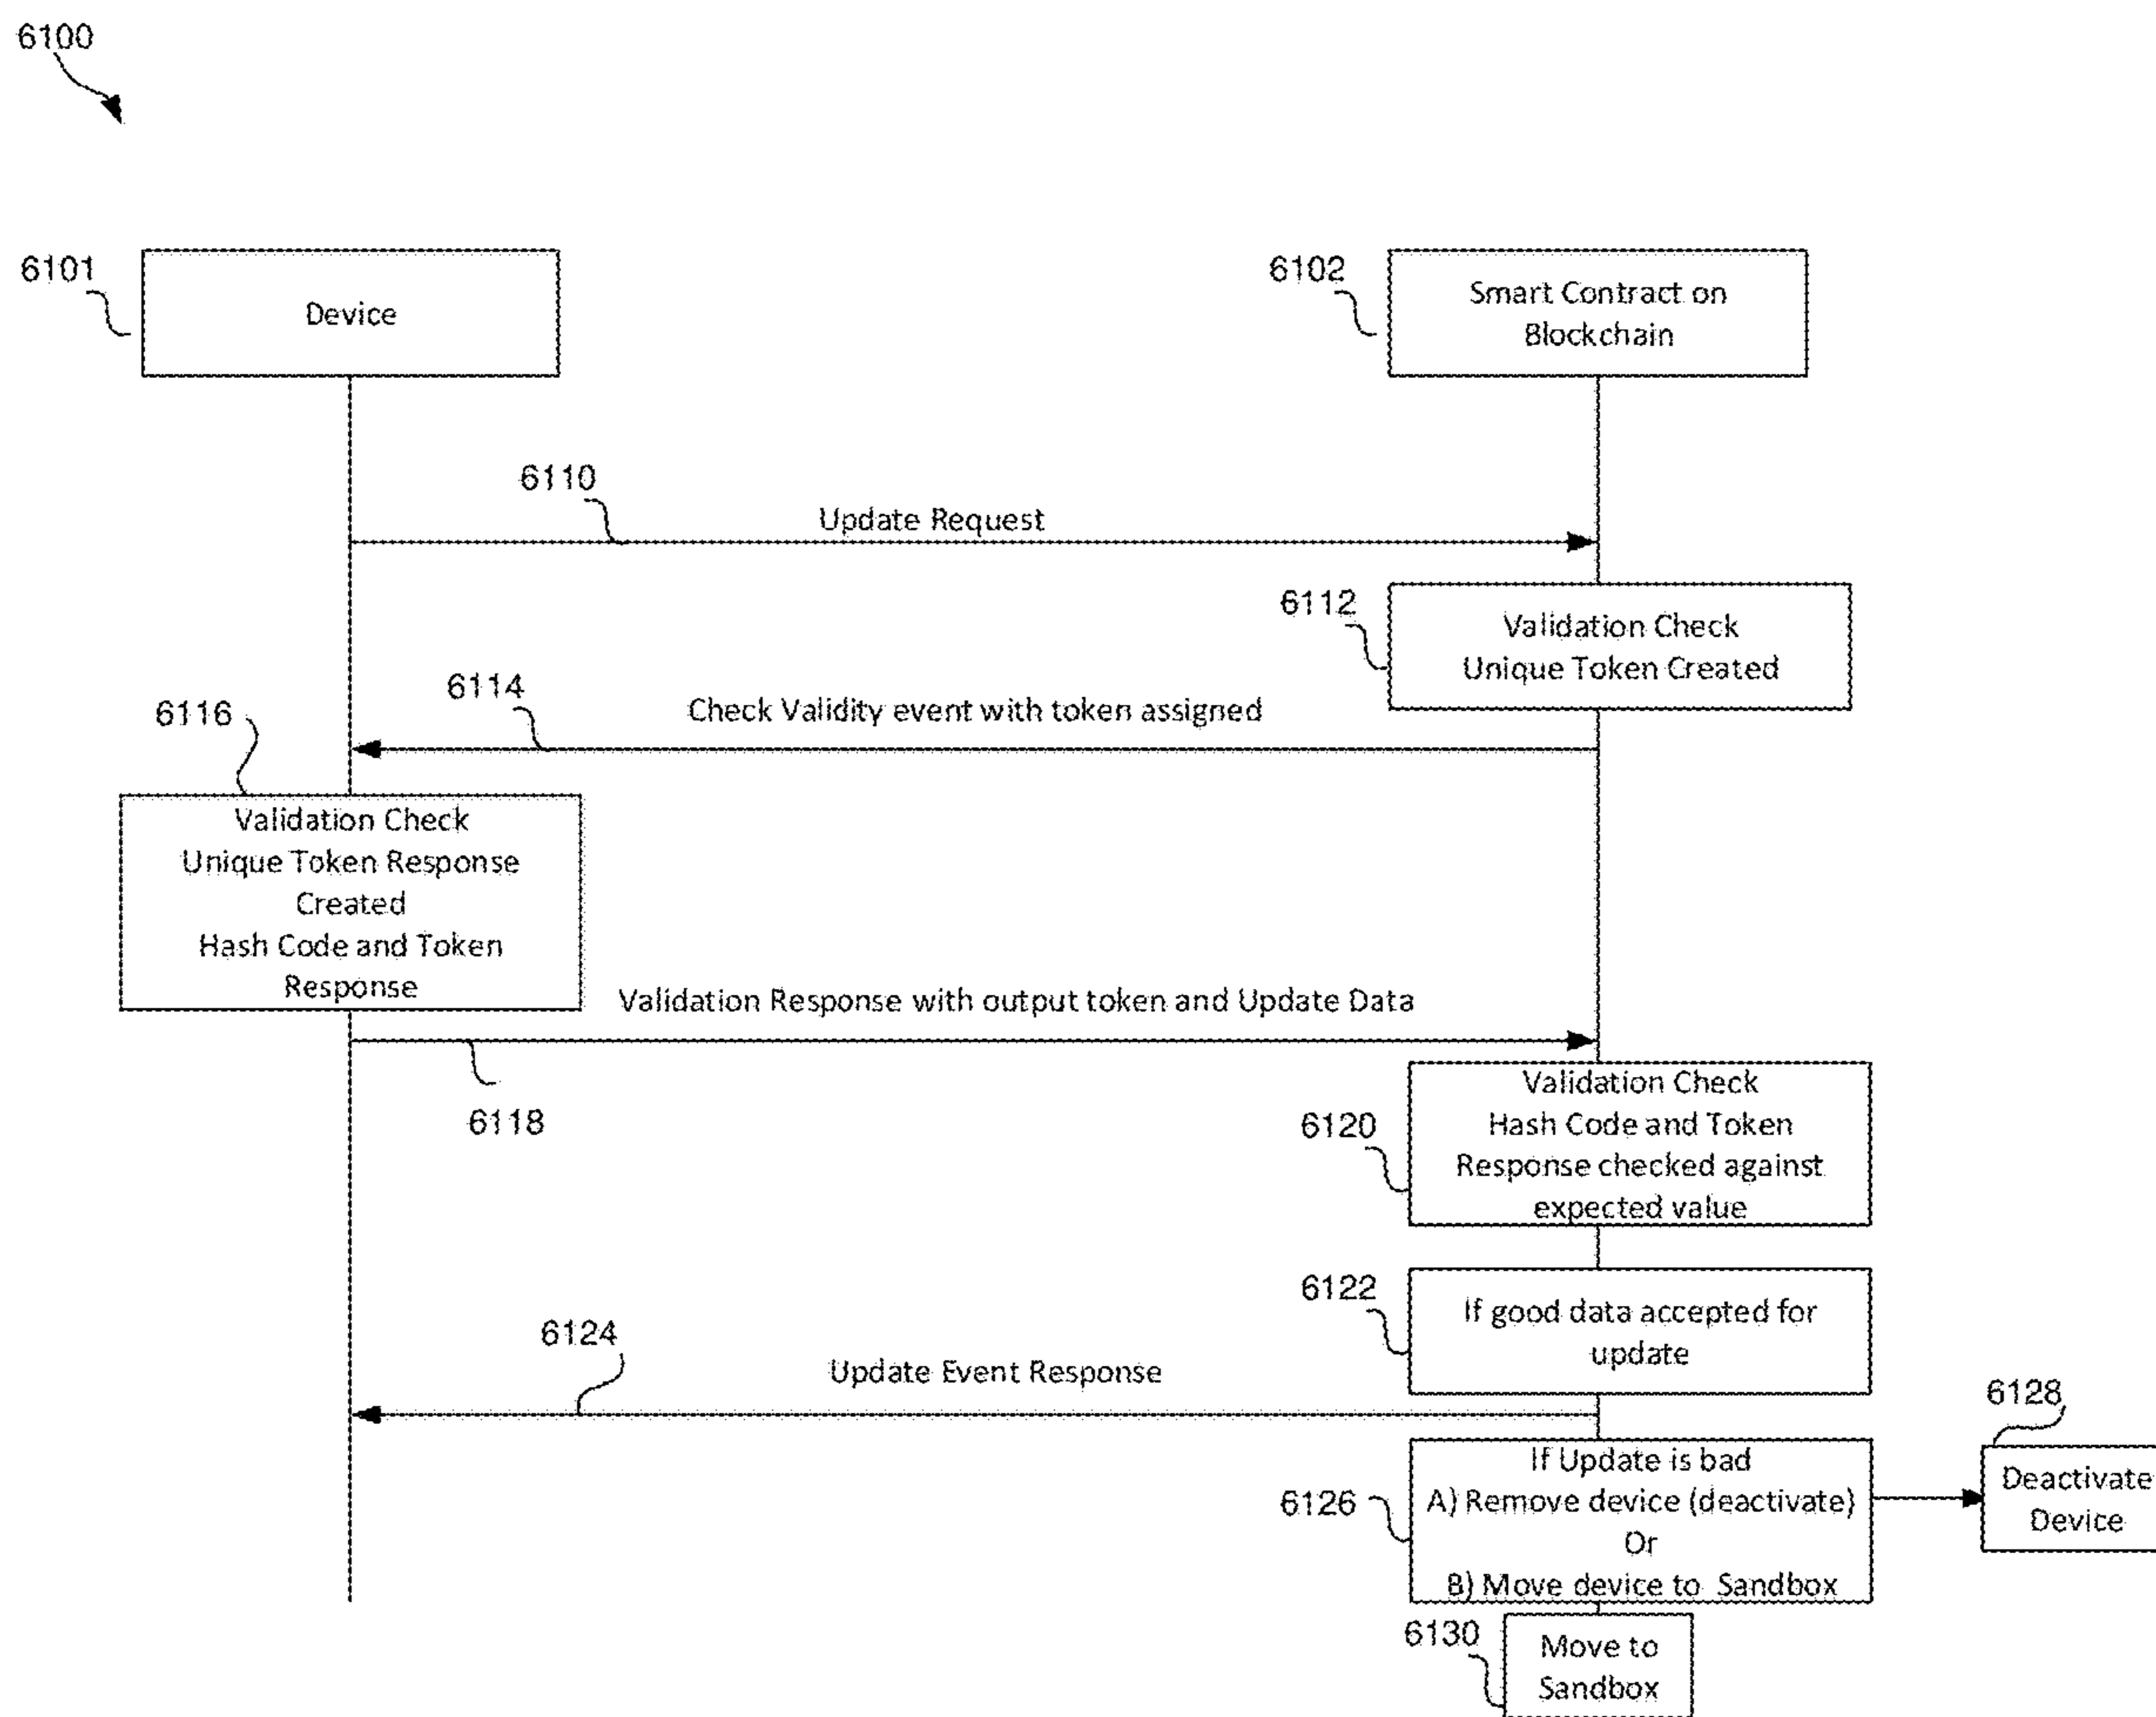 6100
6101
Device
6102
Smart Contract on
Blockchain
6110
Update Request
6112
Validation Check
Unique Token Created
6114
Check Validity event with token assigned
6116
Validation Check
Unique Token Response
Created
Hash Code and Token
Response
Validation Response with output token and Update Data
6118
6120
Validation Check
Hash Code and Token
Response checked against
expected value
6122
If good data accepted for
update
6124
Update Event Response
6126
If Update is bad
A) Remove device (deactivate)
Or
B) Move device to Sandbox
6128
Deactivate
Device
6130
Move to
Sandbox